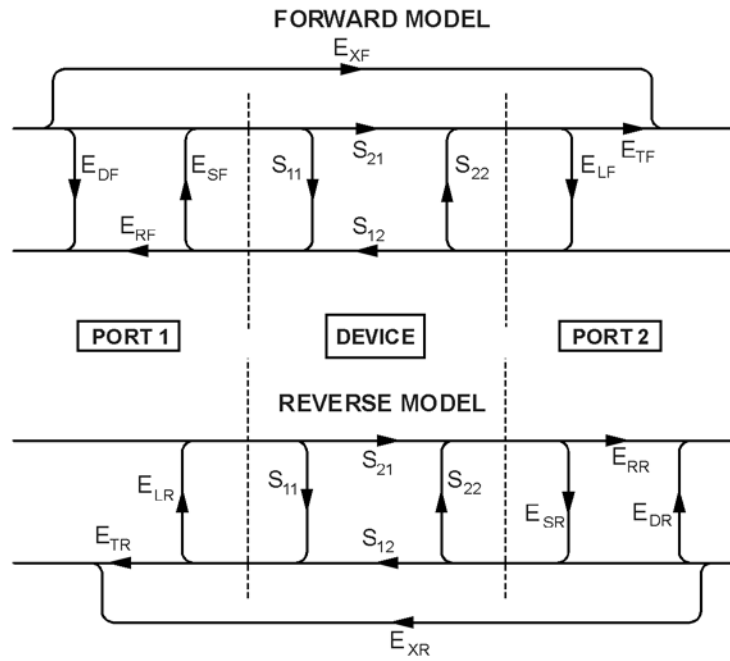 FORWARD MODEL
E_XF
E_DF E_SF S_11 S_21 S_22 E_LF E_TF
E_RF S_12
PORT 1 DEVICE PORT 2
REVERSE MODEL
E_LR S_11 S_21 S_22 E_SR E_RR E_DR
E_TR S_12
E_XR